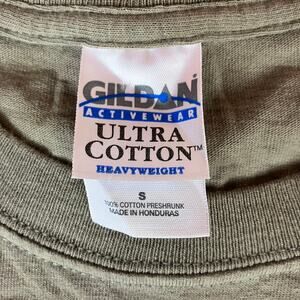 GILDAN
ACTIVEWEAR
ULTRA
COTTON™
HEAVYWEIGHT
S
100% COTTON PRESHRUNK
MADE IN HONDURAS